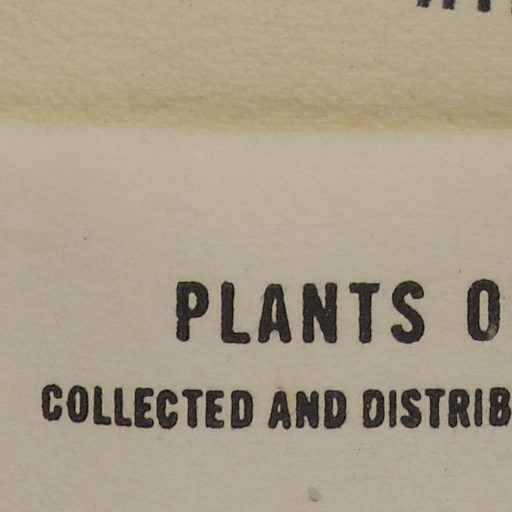 PLANTS O
COLLECTED AND DISTRIB